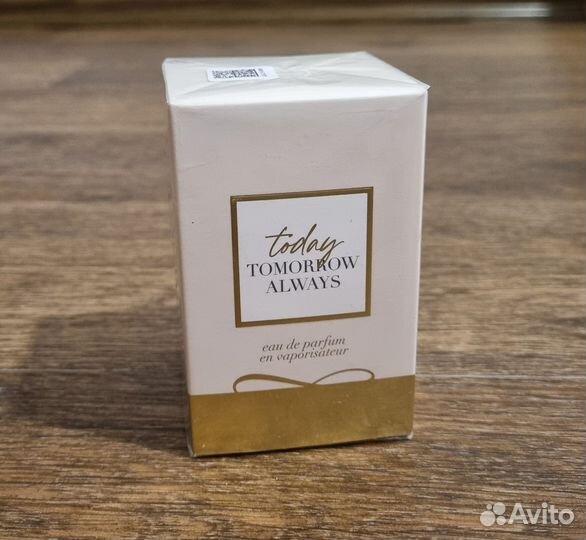 today
TOMORROW
ALWAYS
eau de parfum
en vaporisateur
Avito